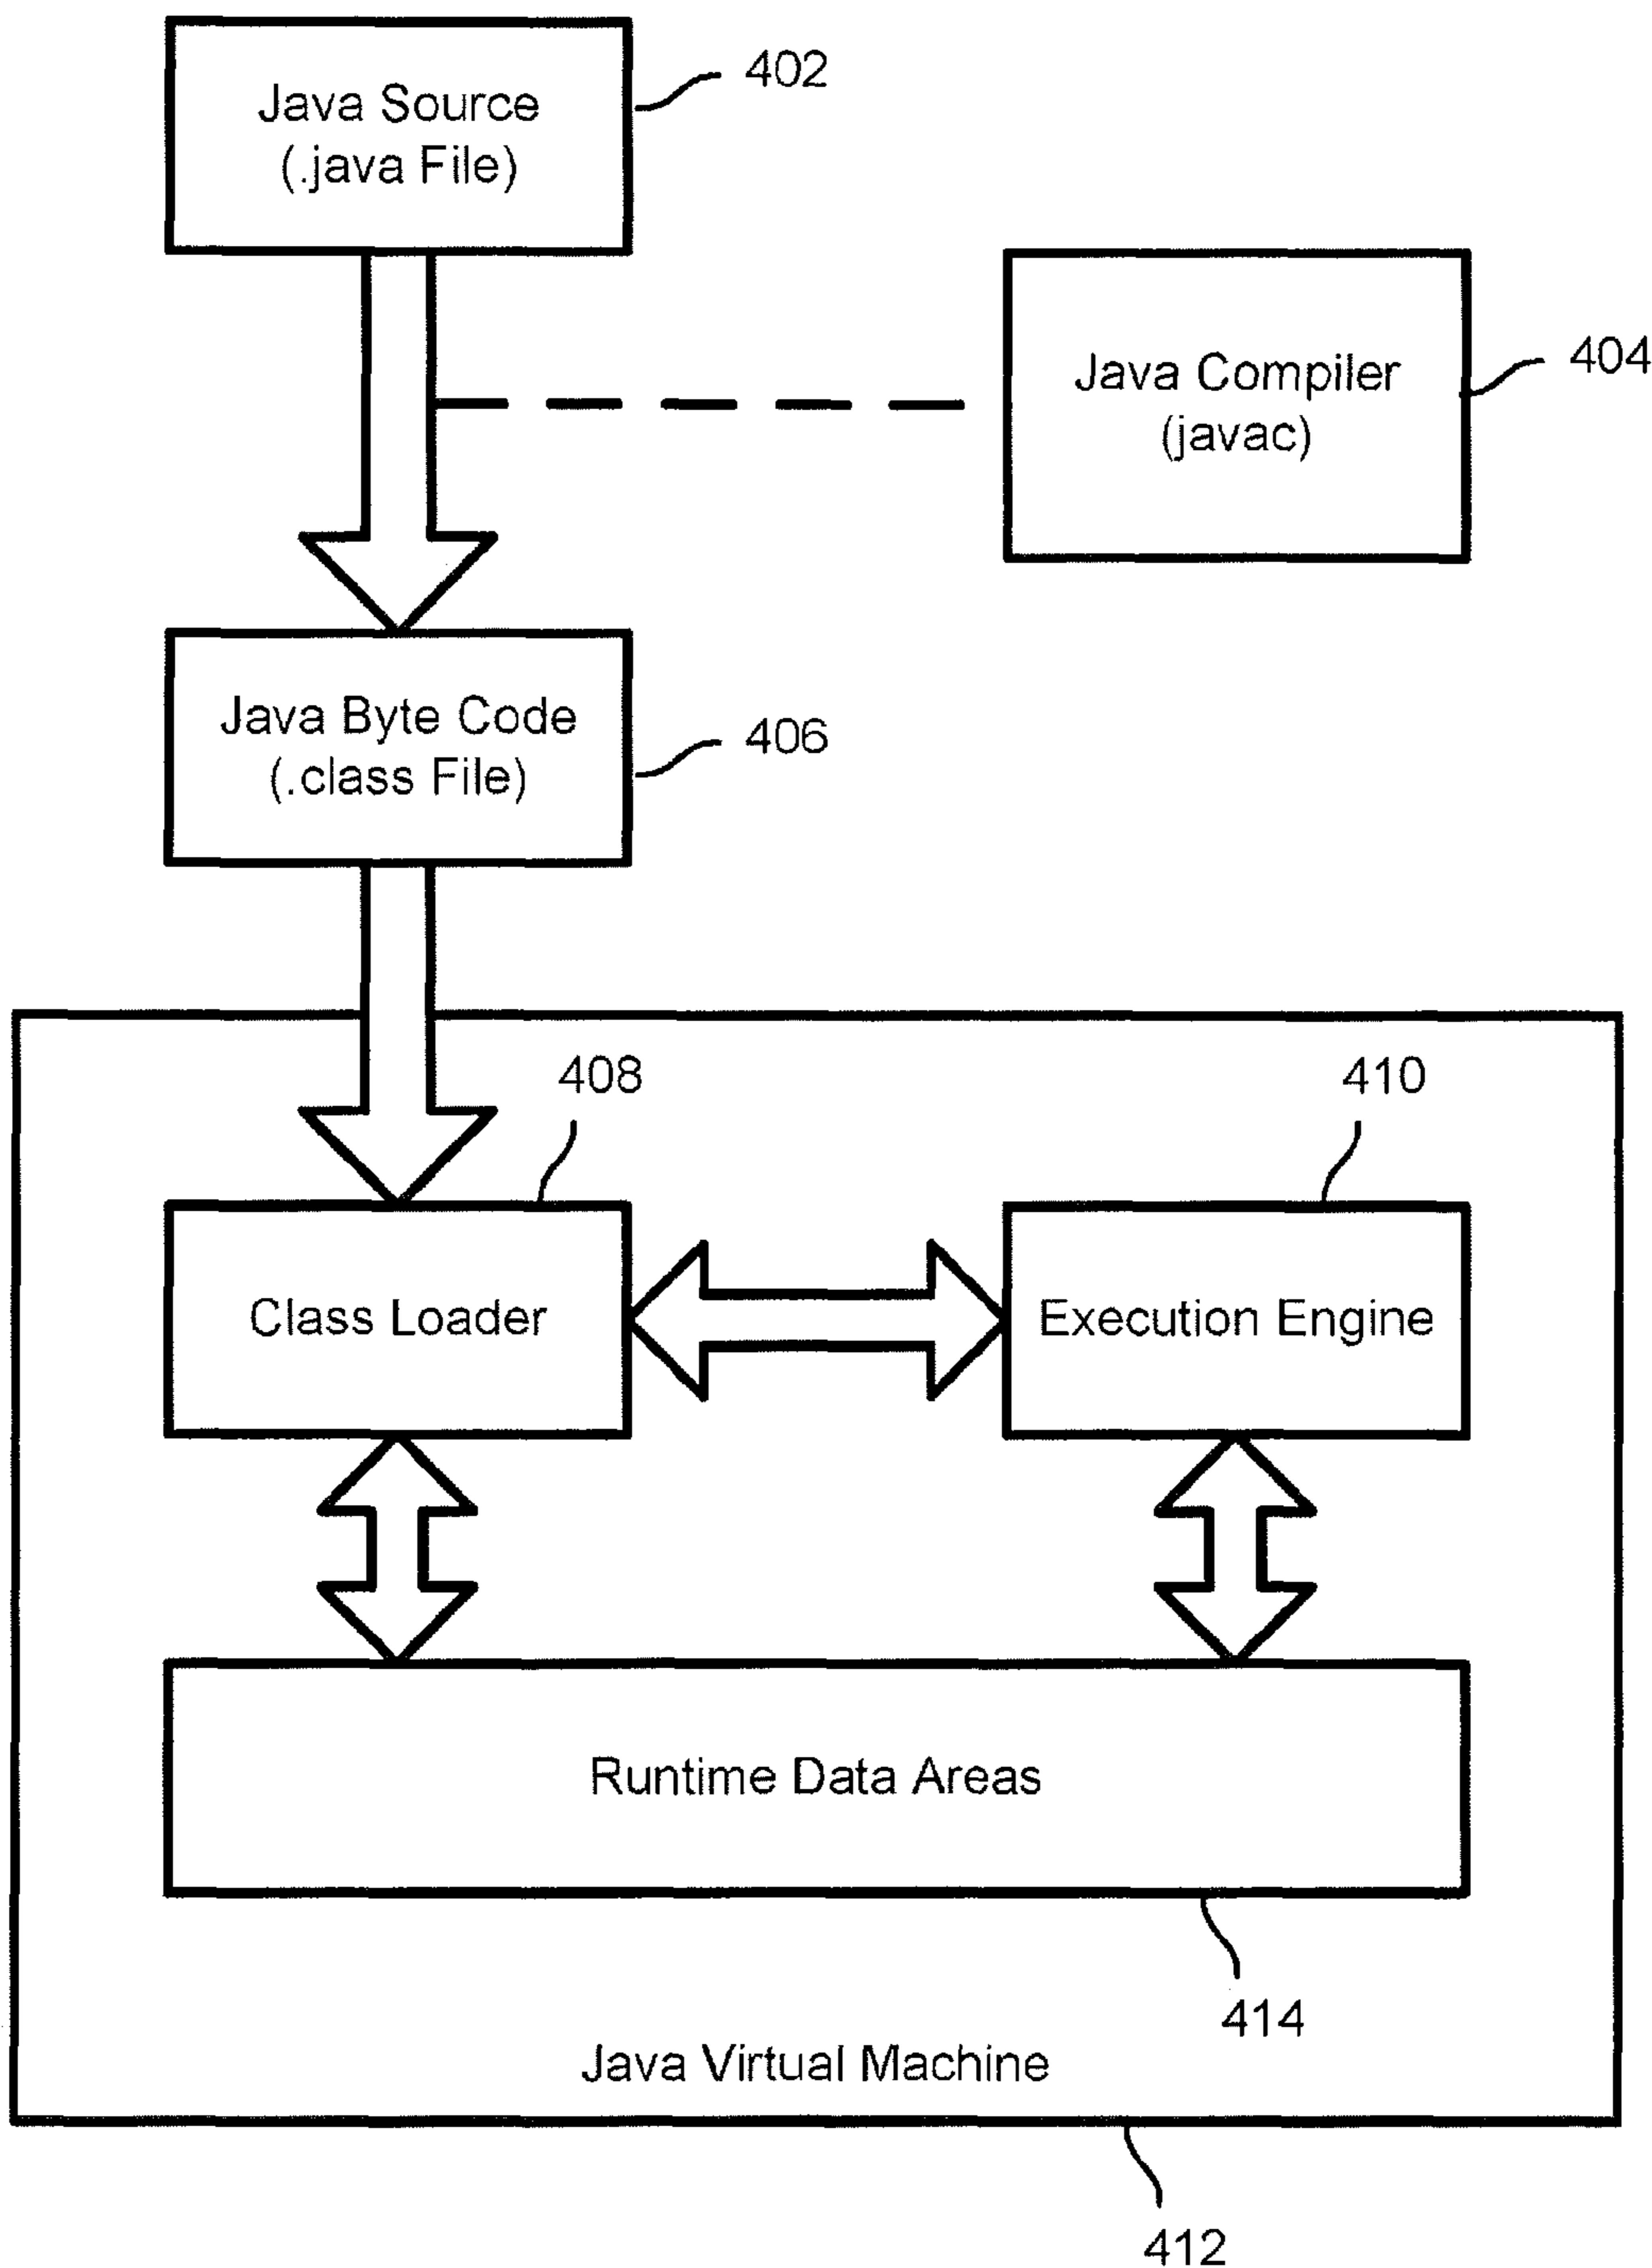 Java Source
(.java File)
402
Java Compiler
(javac)
404
Java Byte Code
(.class File)
406
408
410
Class Loader
Execution Engine
Runtime Data Areas
414
Java Virtual Machine
412